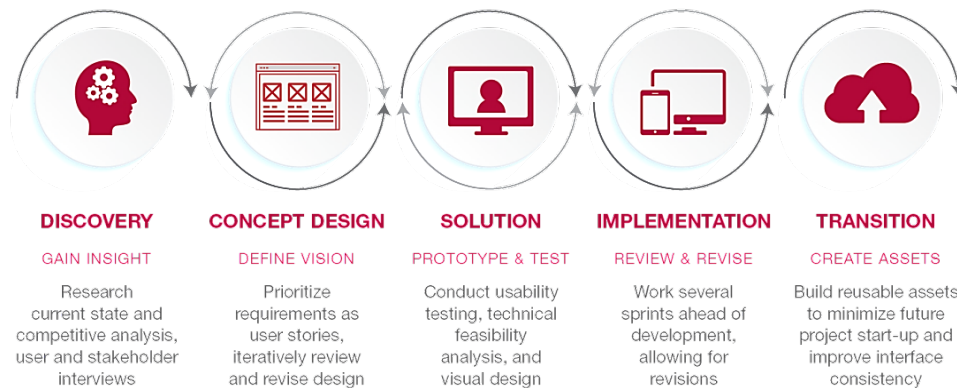 DISCOVERY
GAIN INSIGHT
Research
current state and
competitive analysis,
user and stakeholder
interviews
CONCEPT DESIGN
DEFINE VISION
Prioritize
requirements as
user stories,
iteratively review
and revise design
SOLUTION
PROTOTYPE & TEST
Conduct usability
testing, technical
feasibility
analysis, and
visual design
IMPLEMENTATION
REVIEW & REVISE
Work several
sprints ahead of
development,
allowing for
revisions
TRANSITION
CREATE ASSETS
Build reusable assets
to minimize future
project start-up and
improve interface
consistency